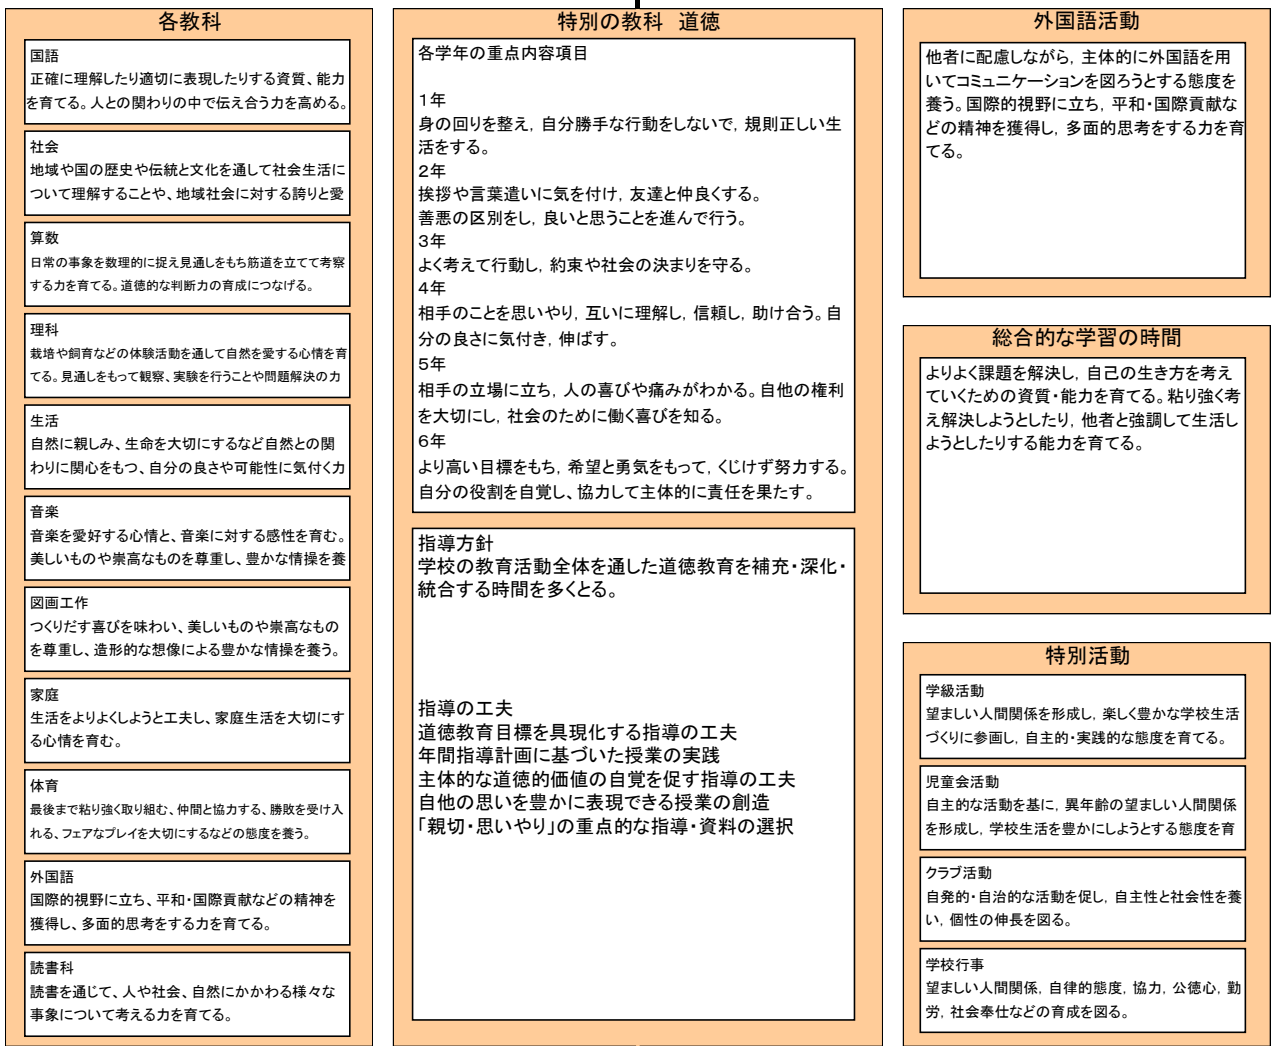 各教科
国語
正確に理解したり適切に表現したりする資質、能力
を育てる。人との関わりの中で伝え合う力を高める。
社会
地域や国の歴史や伝統と文化を通して社会生活に
ついて理解することや、地域社会に対する誇りと愛
算数
日常の事象を数理的に捉え見通しをもち筋道を立てて考察
する力を育てる。道徳的な判断力の育成につなげる。
理科
栽培や飼育などの体験活動を通して自然を愛する心情を育
てる。見通しをもって観察、実験を行うことや問題解決の力
生活
自然に親しみ、生命を大切にするなど自然との関
わりに関心をもつ、自分の良さや可能性に気付く力
音楽
音楽を愛好する心情と、音楽に対する感性を育む。
美しいものや崇高なものを尊重し、豊かな情操を養
図画工作
つくりだす喜びを味わい、美しいものや崇高なもの
を尊重し、造形的な想像による豊かな情操を養う。
家庭
生活をよりよくしようと工夫し、家庭生活を大切にす
る心情を育む。
体育
最後まで粘り強く取り組む、仲間と協力する、勝敗を受け入
れる、フェアなプレイを大切にするなどの態度を養う。
外国語
国際的視野に立ち、平和・国際貢献などの精神を
獲得し、多面的思考をする力を育てる。
読書科
読書を通じて、人や社会、自然にかかわる様々な
事象について考える力を育てる。
特別の教科　道徳
各学年の重点内容項目
1年
身の回りを整え，自分勝手な行動をしないで，規則正しい生
活をする。
2年
挨拶や言葉遣いに気を付け，友達と仲良くする。
善悪の区別をし，良いと思うことを進んで行う。
3年
よく考えて行動し，約束や社会の決まりを守る。
4年
相手のことを思いやり，互いに理解し，信頼し，助け合う。自
分の良さに気付き，伸ばす。
5年
相手の立場に立ち，人の喜びや痛みがわかる。自他の権利
を大切にし，社会のために働く喜びを知る。
6年
より高い目標をもち，希望と勇気をもって，くじけず努力する。
自分の役割を自覚し、協力して主体的に責任を果たす。
指導方針
学校の教育活動全体を通した道徳教育を補充・深化・
統合する時間を多くとる。
指導の工夫
道徳教育目標を具現化する指導の工夫
年間指導計画に基づいた授業の実践
主体的な道徳的価値の自覚を促す指導の工夫
自他の思いを豊かに表現できる授業の創造
「親切・思いやり」の重点的な指導・資料の選択
外国語活動
他者に配慮しながら，主体的に外国語を用
いてコミュニケーションを図ろうとする態度を
養う。国際的視野に立ち，平和・国際貢献な
どの精神を獲得し，多面的思考をする力を育
てる。
総合的な学習の時間
よりよく課題を解決し，自己の生き方を考え
ていくための資質・能力を育てる。粘り強く考
え解決しようとしたり，他者と強調して生活し
ようとしたりする能力を育てる。
特別活動
学級活動
望ましい人間関係を形成し，楽しく豊かな学校生活
づくりに参画し，自主的・実践的な態度を育てる。
児童会活動
自主的な活動を基に，異年齢の望ましい人間関係
を形成し，学校生活を豊かにしようとする態度を育
クラブ活動
自発的・自治的な活動を促し，自主性と社会性を養
い，個性の伸長を図る。
学校行事
望ましい人間関係，自律的態度，協力，公徳心，勤
労，社会奉仕などの育成を図る。